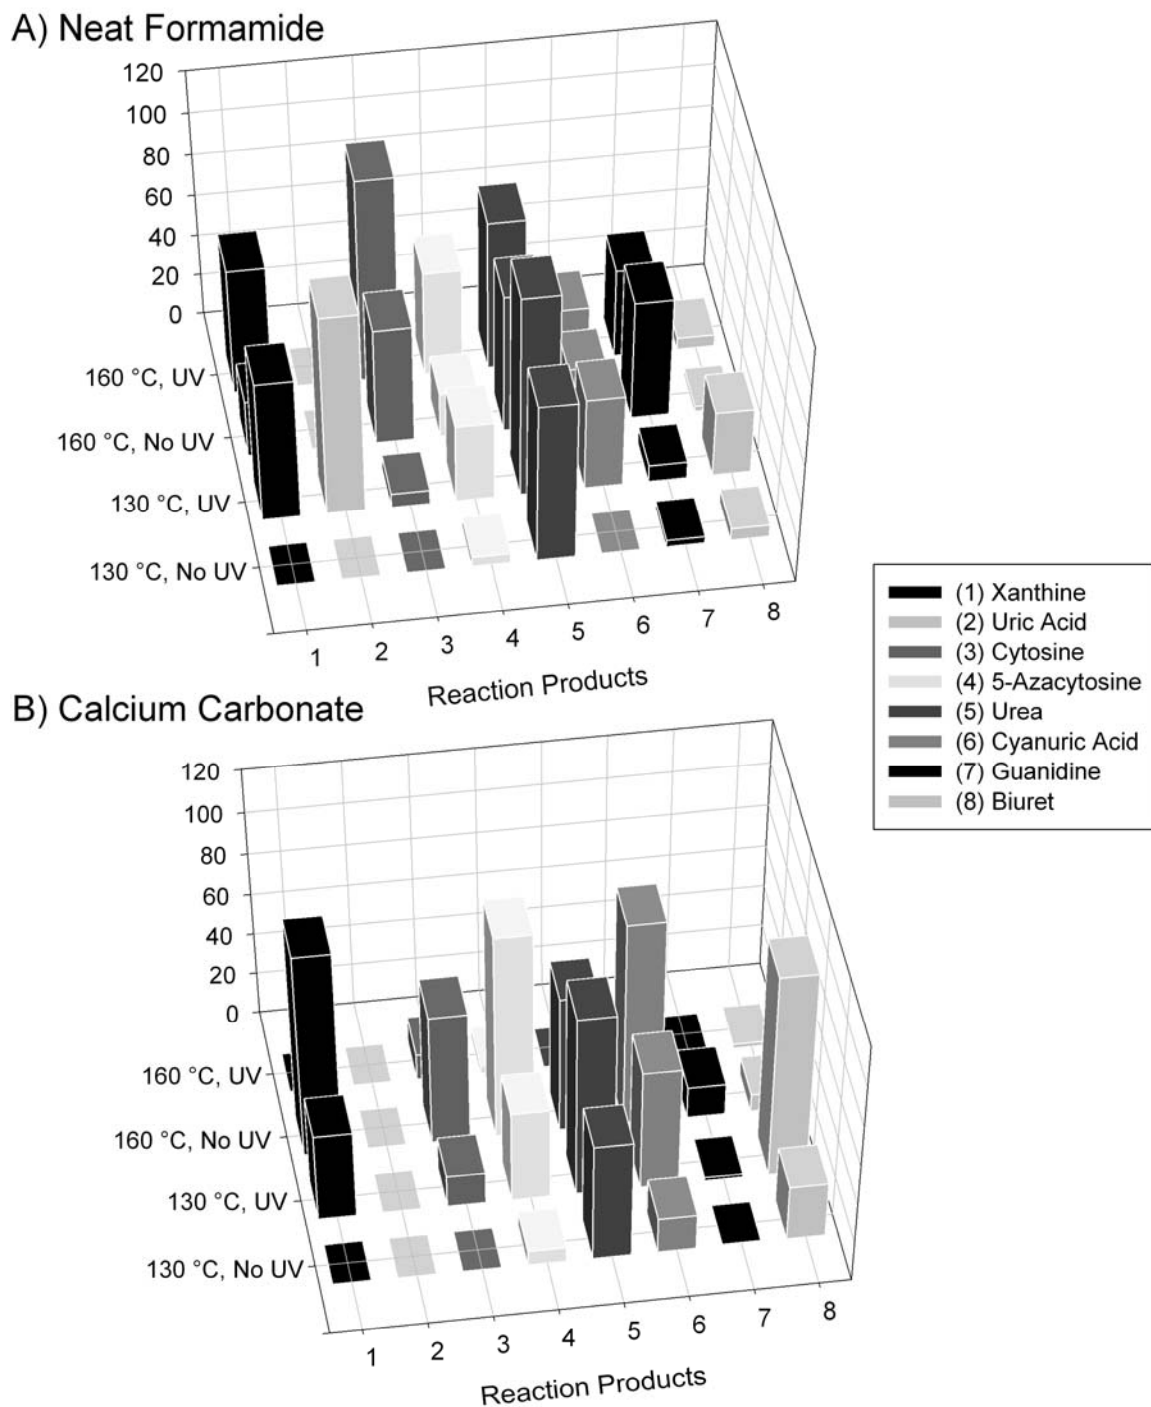 A) Neat Formamide
120
100
80
60
40
20
0
160 °C, UV
160 °C, No UV
130 °C, UV
130 °C, No UV
1
2
3
4
5
6
7
8
Reaction Products
(1) Xanthine
(2) Uric Acid
(3) Cytosine
(4) 5-Azacytosine
(5) Urea
(6) Cyanuric Acid
(7) Guanidine
(8) Biuret
B) Calcium Carbonate
120
100
80
60
40
20
0
160 °C, UV
160 °C, No UV
130 °C, UV
130 °C, No UV
1
2
3
4
5
6
7
8
Reaction Products